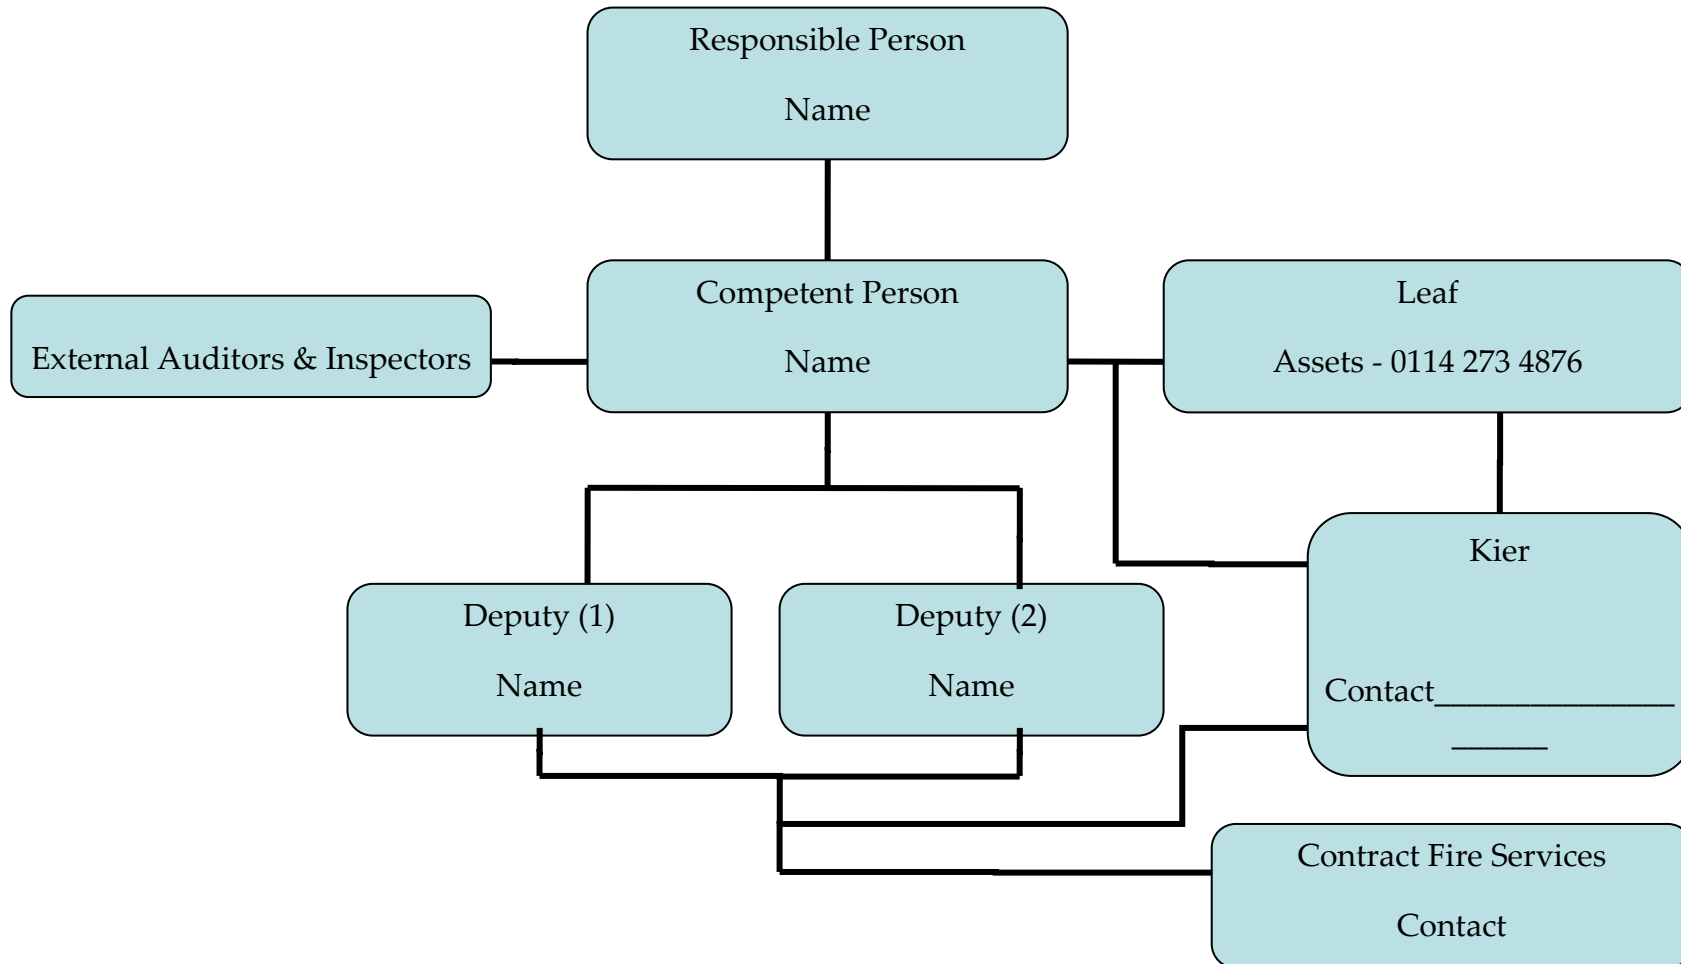 Responsible Person
Name
Competent Person
Name
Leaf
Assets - 0114 273 4876
External Auditors & Inspectors
Deputy (1)
Name
Deputy (2)
Name
Kier
Contact_______________
______
Contract Fire Services
Contact